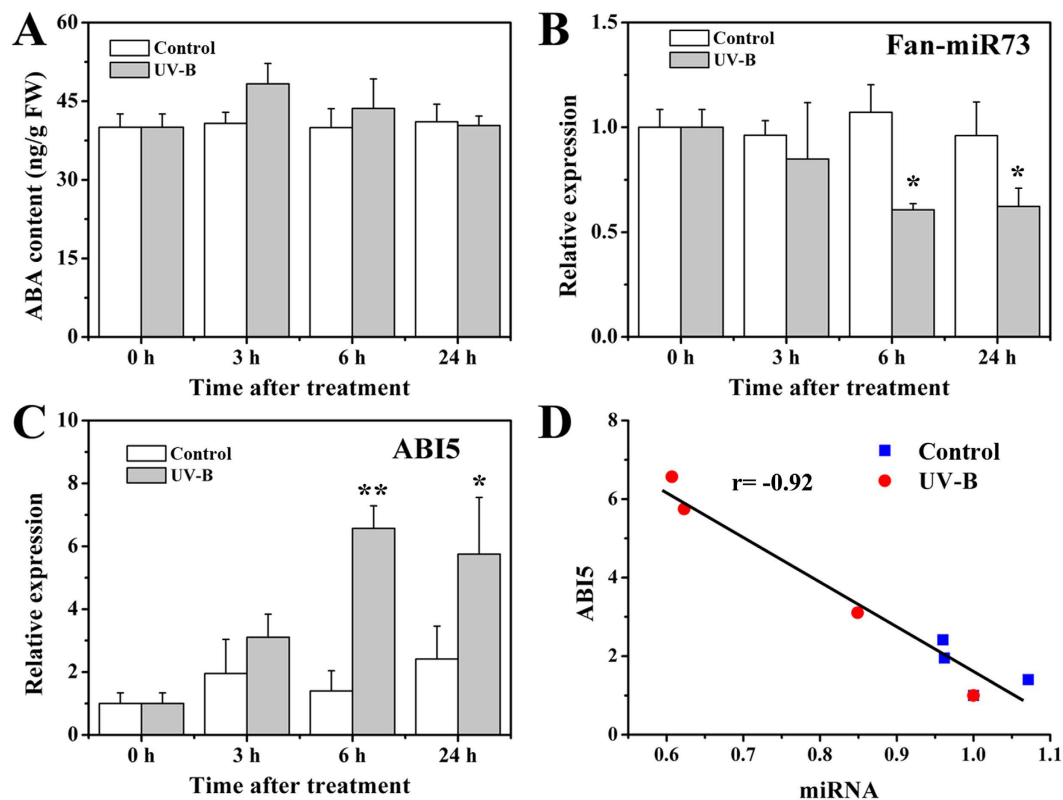 A
Control
UV-B
ABA content (ng/g FW)
60
45
30
15
0
0 h 3 h 6 h 24 h
Time after treatment
B
Control
UV-B
Fan-miR73
Relative expression
1.5
1.0
0.5
0.0
* *
0 h 3 h 6 h 24 h
Time after treatment
C
Control
UV-B
ABI5
Relative expression
10
8
6
4
2
0
** *
0 h 3 h 6 h 24 h
Time after treatment
D
Control
UV-B
r= -0.92
ABI5
8
6
4
2
0
0.6 0.7 0.8 0.9 1.0 1.1
miRNA